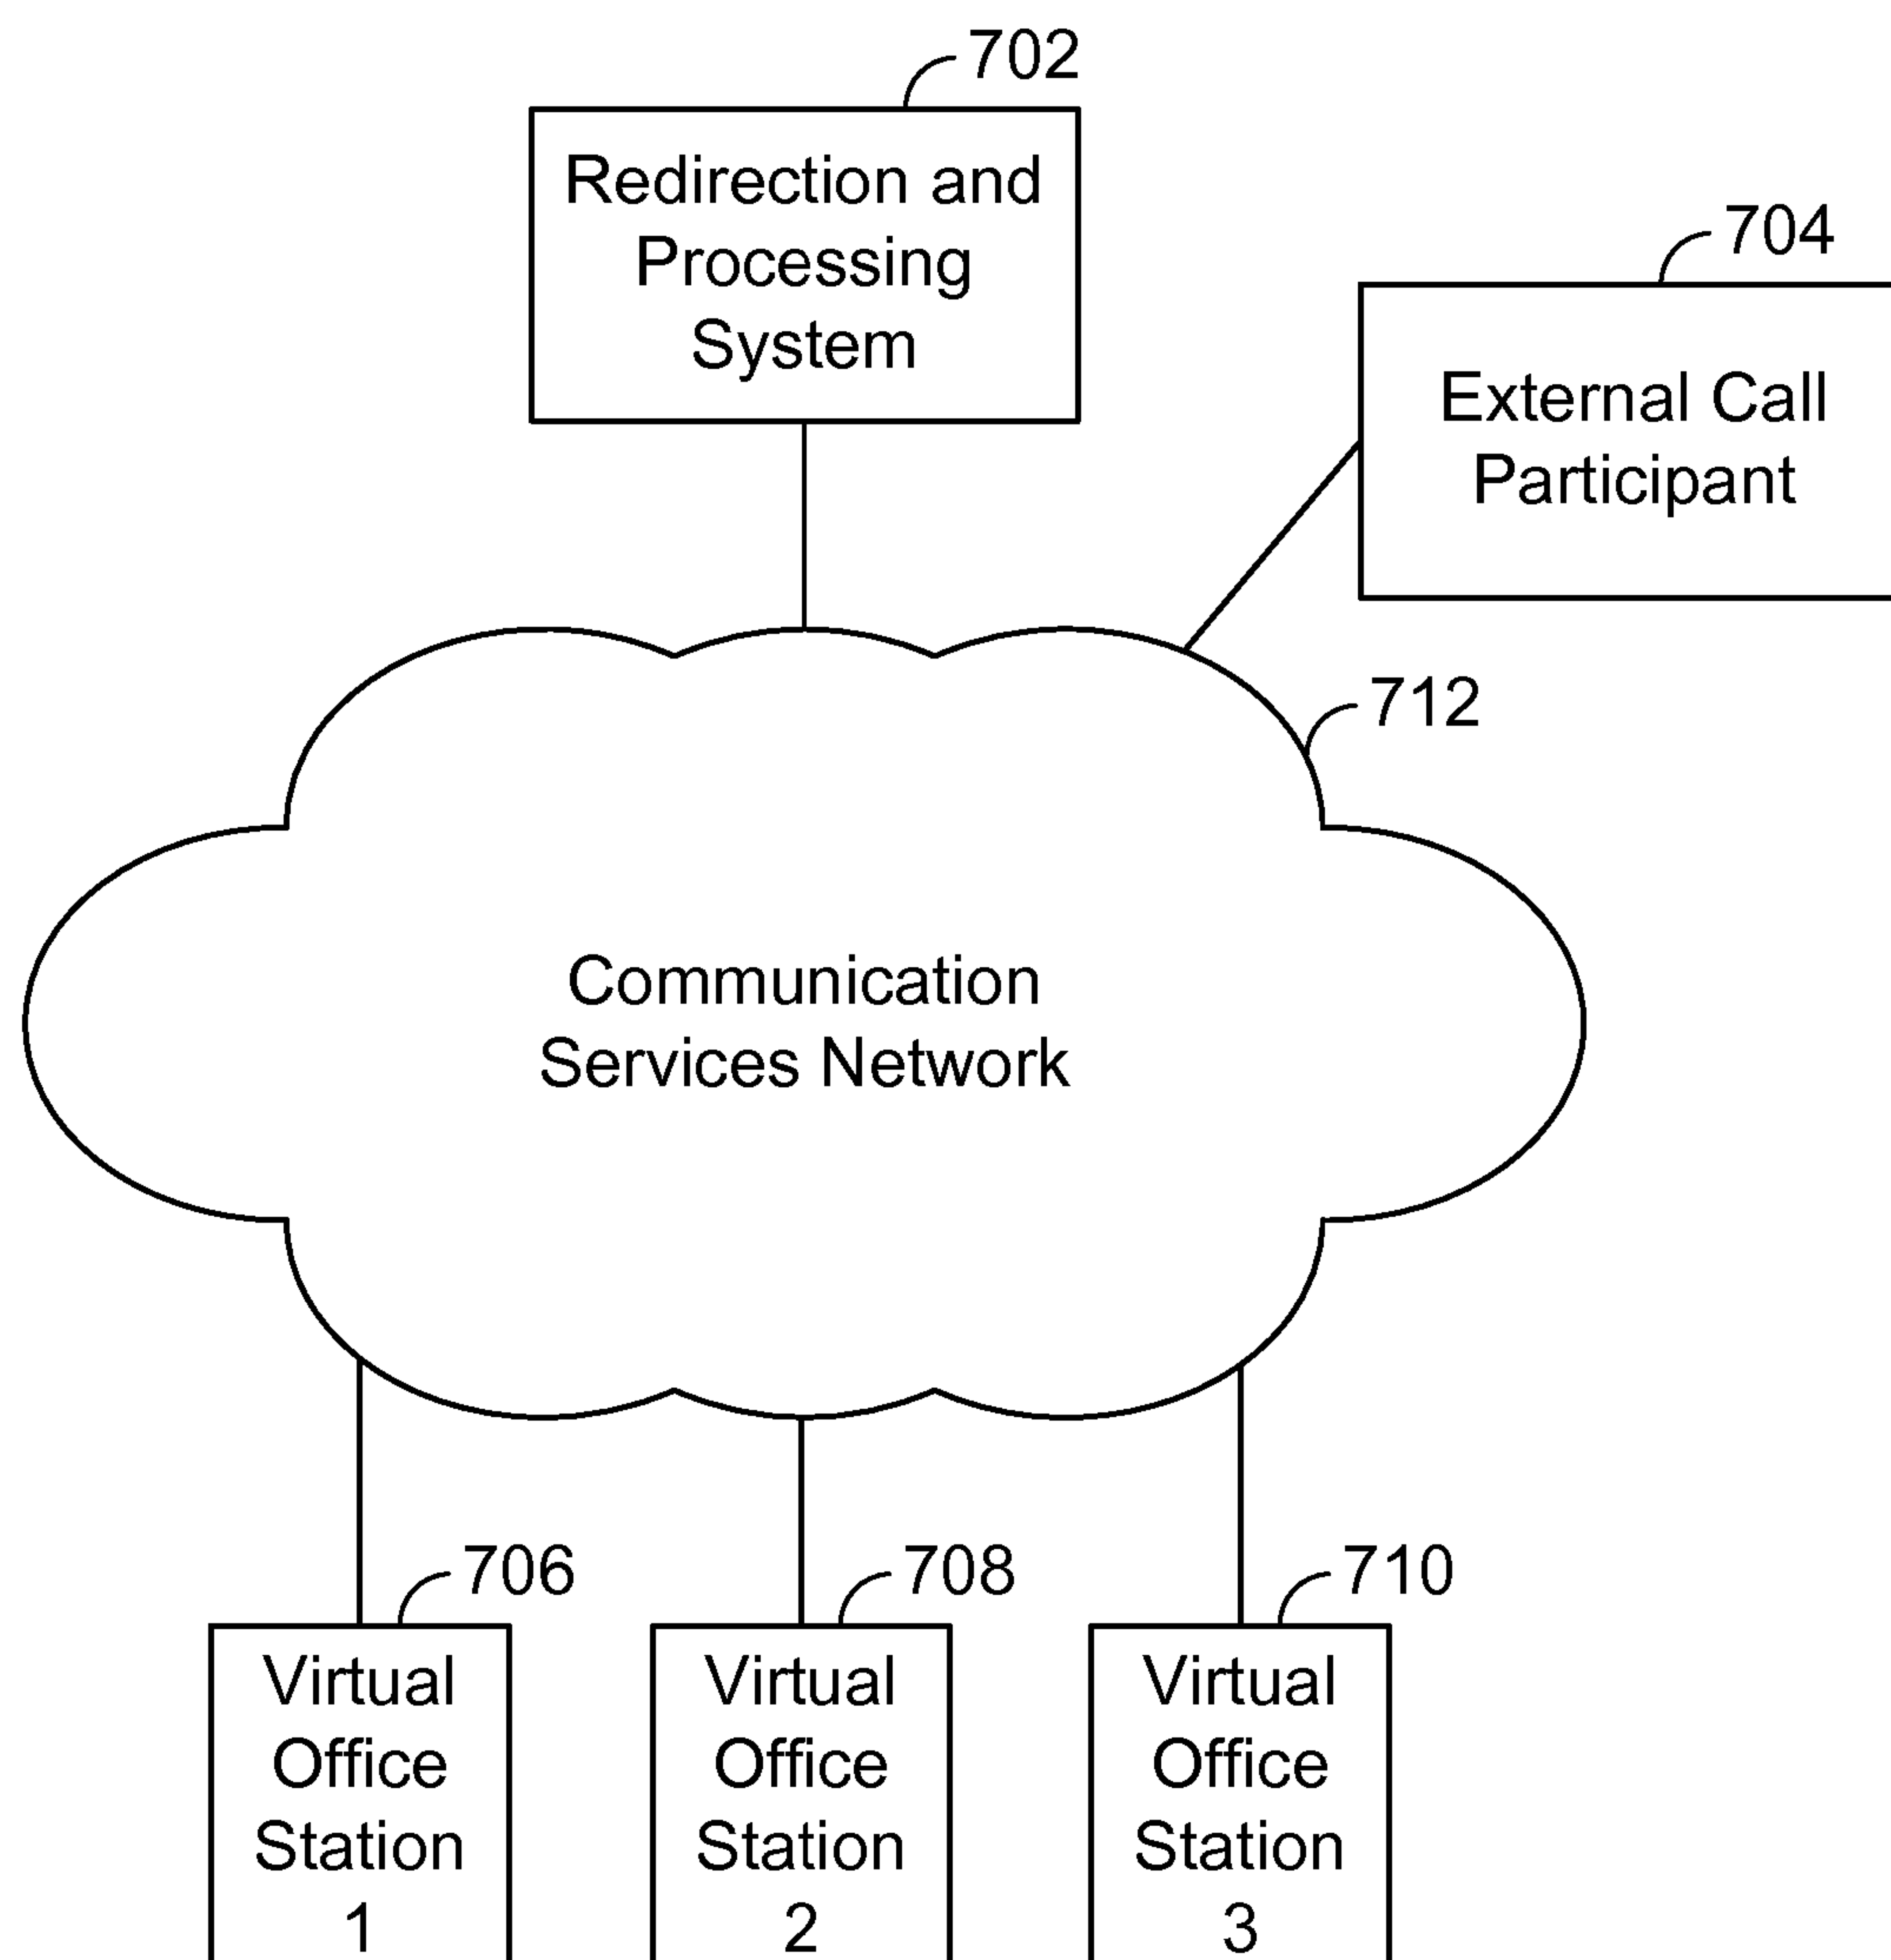 702
Redirection and
Processing
System
704
External Call
Participant
712
Communication
Services Network
706
Virtual
Office
Station
1
708
Virtual
Office
Station
2
710
Virtual
Office
Station
3